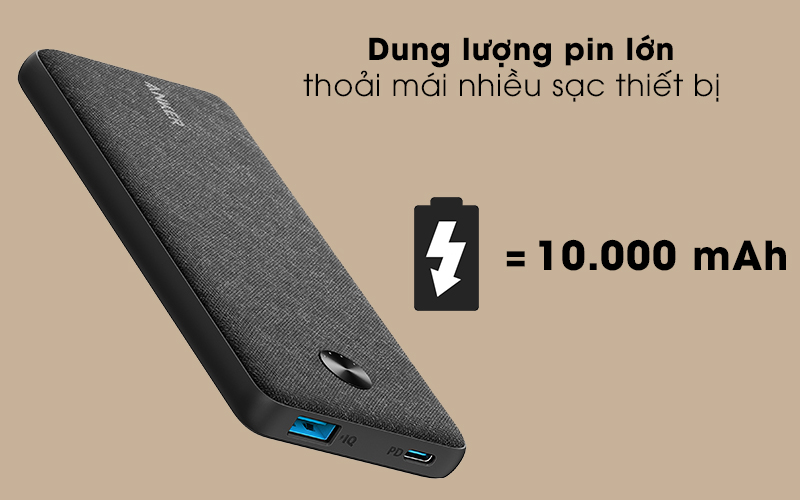 Dung lượng pin lớn
thoải mái nhiều sạc thiết bị
ANKER
= 10.000 mAh
IQ
PD